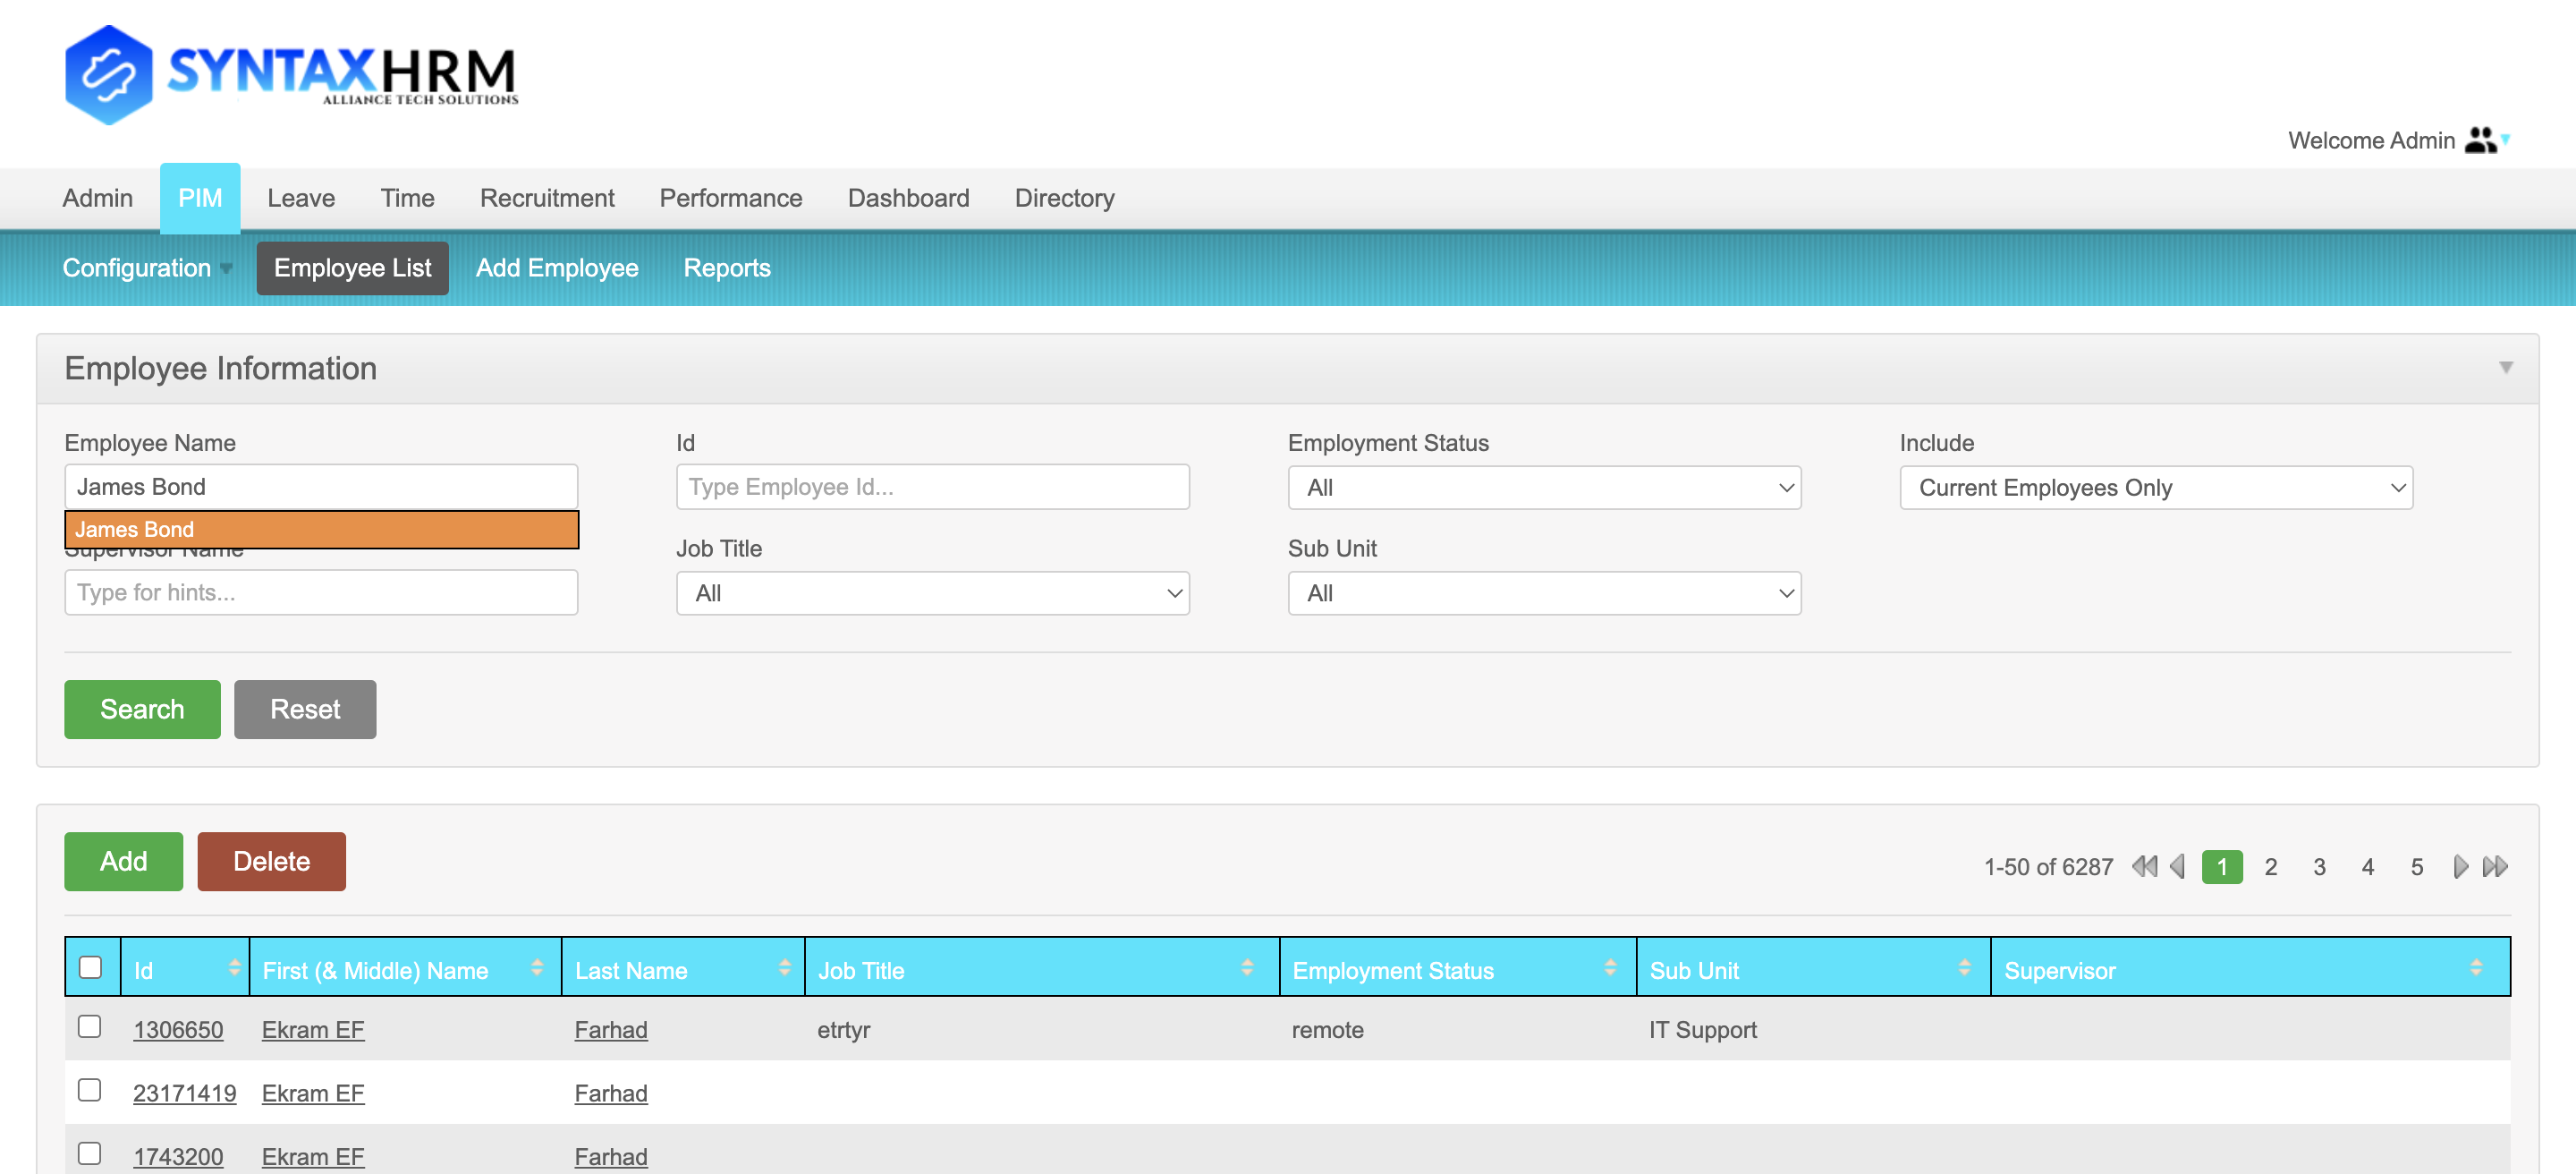 SYNTAXHRM
ALLIANCE TECH SOLUTIONS
Welcome Admin
Admin PIM Leave Time Recruitment Performance Dashboard Directory
Configuration Employee List Add Employee Reports
Employee Information
Employee Name Id Employment Status Include
James Bond Type Employee Id... All Current Employees Only
James Bond
Supervisor Name Job Title Sub Unit
Type for hints... All All
Search Reset
Add Delete 1-50 of 6287 1 2 3 4 5
Id First (& Middle) Name Last Name Job Title Employment Status Sub Unit Supervisor
1306650 Ekram EF Farhad etrtyr remote IT Support
23171419 Ekram EF Farhad
1743200 Ekram EF Farhad